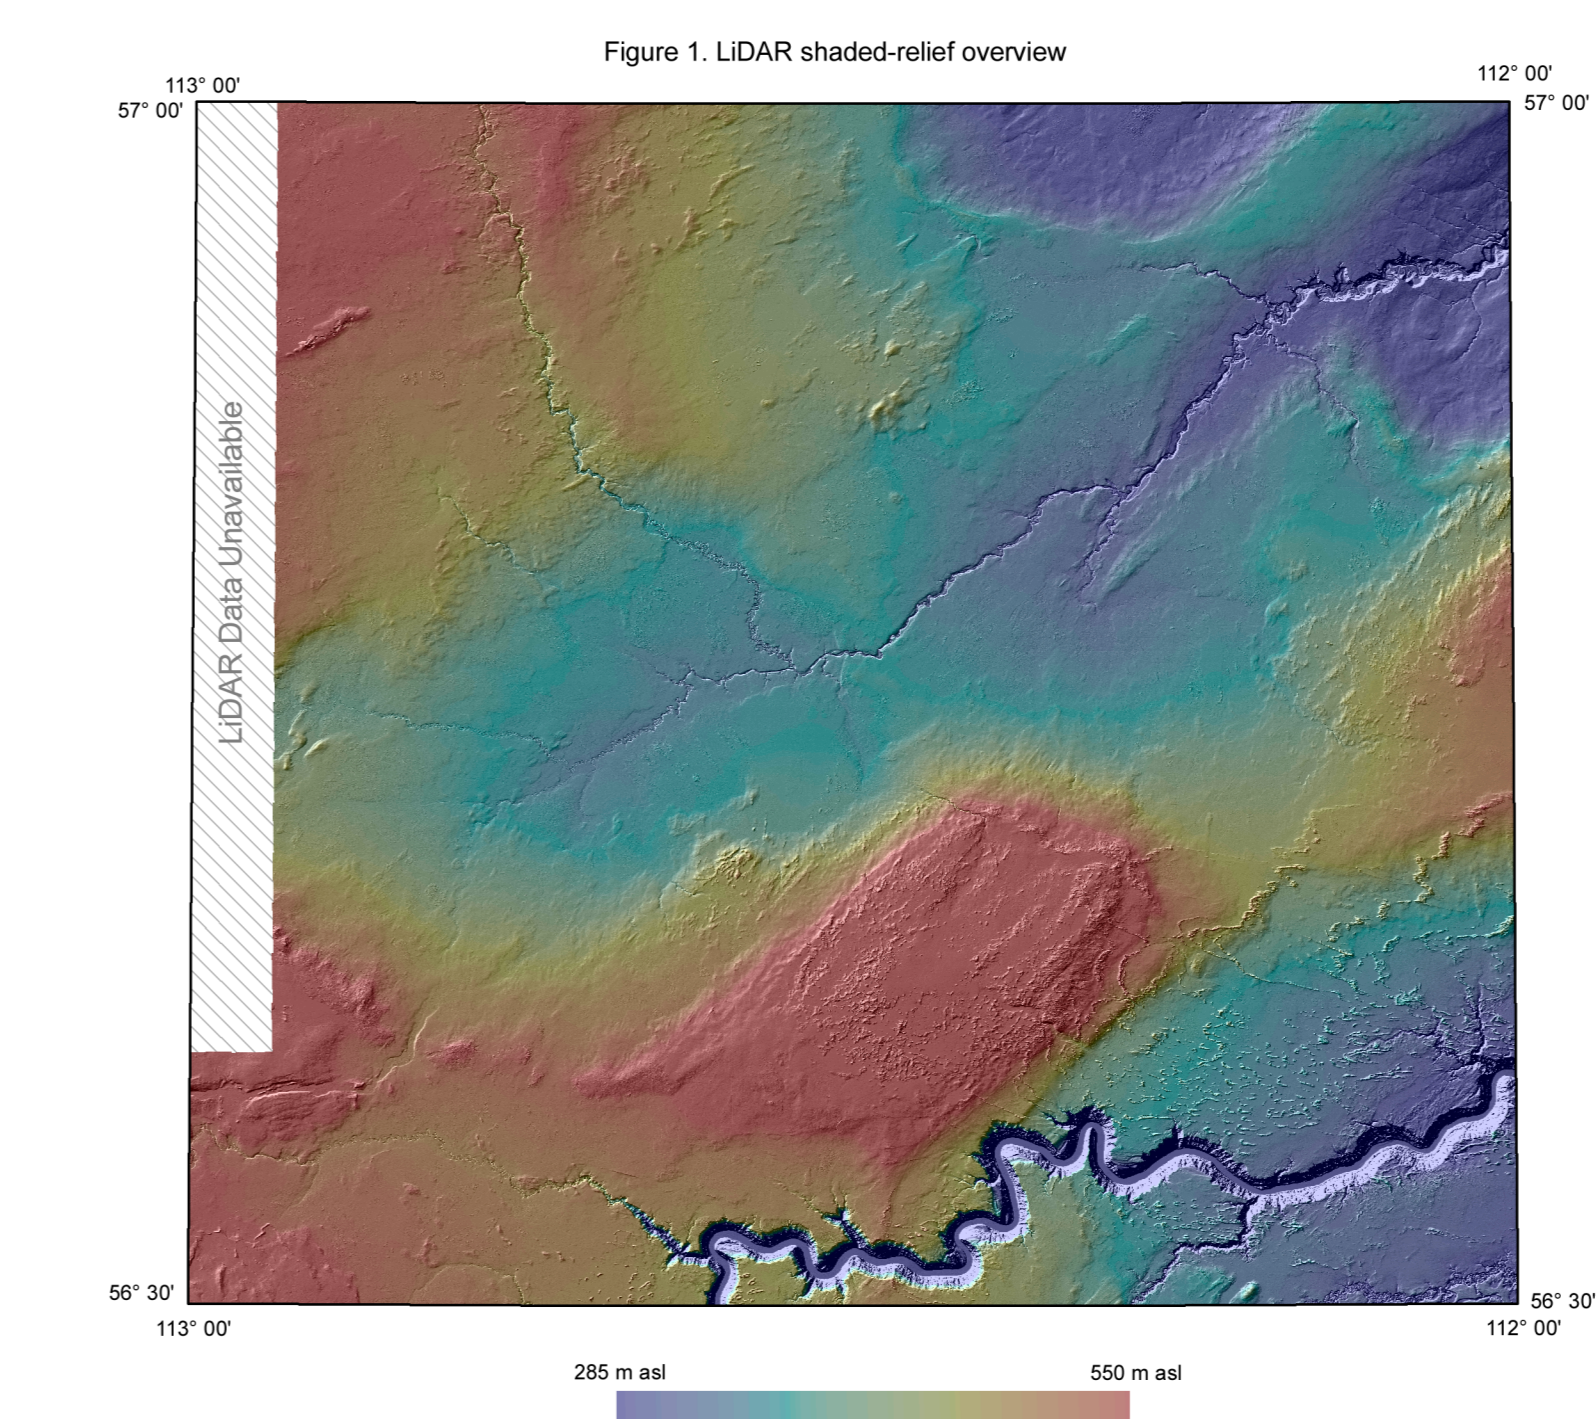 Figure 1. LiDAR shaded-relief overview
113° 00'
112° 00'
57° 00'
57° 00'
LiDAR Data Unavailable
56° 30'
56° 30'
113° 00'
112° 00'
285 m asl
550 m asl